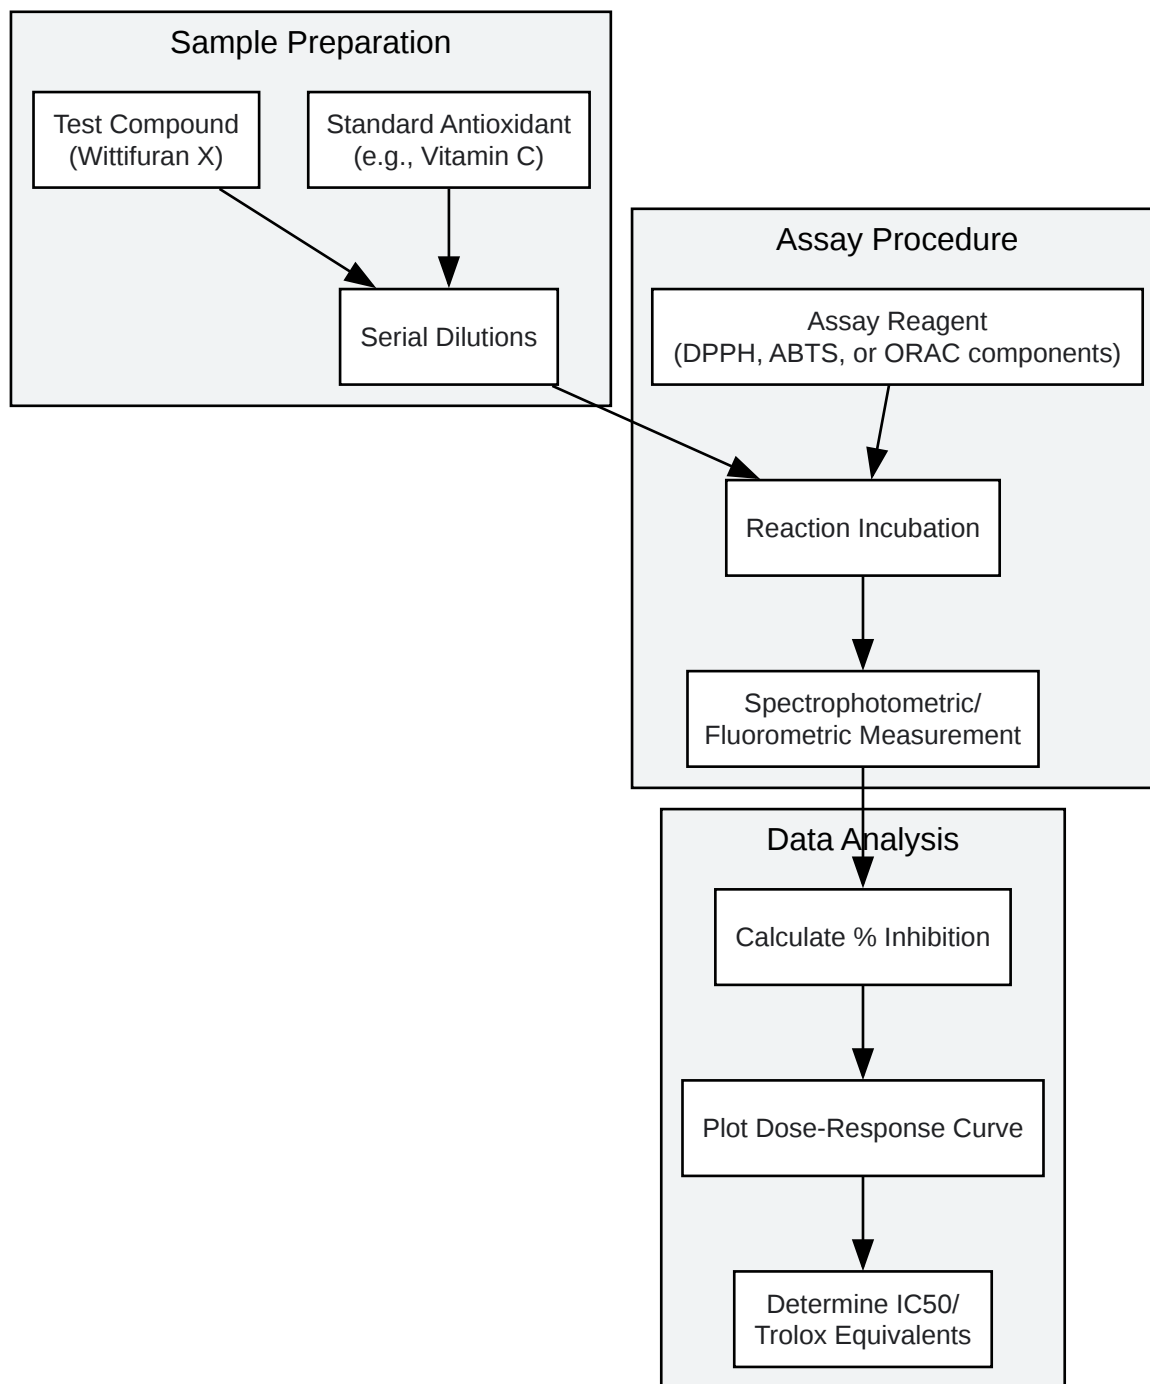 Sample Preparation
Test Compound
(Wittifuran X)
Standard Antioxidant
(e.g., Vitamin C)
Serial Dilutions
Assay Procedure
Assay Reagent
(DPPH, ABTS, or ORAC components)
Reaction Incubation
Spectrophotometric/
Fluorometric Measurement
Data Analysis
Calculate % Inhibition
Plot Dose-Response Curve
Determine IC50/
Trolox Equivalents